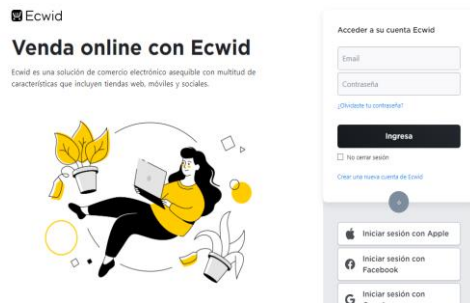 Ecwid
Venda online con Ecwid
Ecwid es una solución de comercio electrónico asequible con multitud de
características que incluyen tiendas web, móviles y sociales.
Acceder a su cuenta Ecwid
Email
Contraseña
¿Olvidaste tu contraseña?
Ingresa
No cerrar sesión
Crear una nueva cuenta de Ecwid
o
Iniciar sesión con Apple
Iniciar sesión con
Facebook
Iniciar sesión con